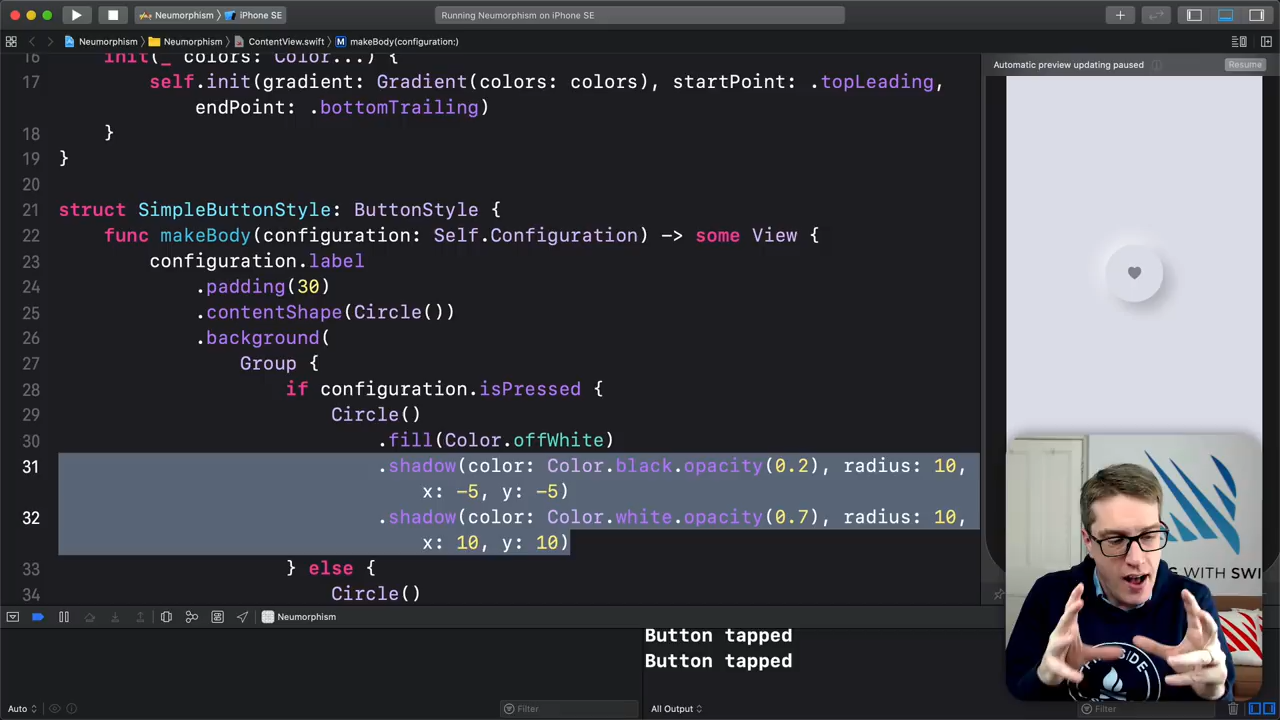 Neumorphism
iPhone SE
Running Neumorphism on iPhone SE
Neumorphism
Neumorphism
ContentView.swift
M
makeBody(configuration:)
16 init(_ colors: Color...) {
17 self.init(gradient: Gradient(colors: colors), startPoint: .topLeading,
endPoint: .bottomTrailing)
18 }
19 }
20
21 struct SimpleButtonStyle: ButtonStyle {
22 func makeBody(configuration: Self.Configuration) -> some View {
23 configuration.label
24 .padding(30)
25 .contentShape(Circle())
26 .background(
27 Group {
28 if configuration.isPressed {
29 Circle()
30 .fill(Color.offWhite)
31 .shadow(color: Color.black.opacity(0.2), radius: 10,
x: -5, y: -5)
32 .shadow(color: Color.white.opacity(0.7), radius: 10,
x: 10, y: 10)
33 } else {
34 Circle()
Automatic preview updating paused
Resume
G WITH SWI
Neumorphism
Button tapped
Button tapped
Auto
Filter
All Output
Filter